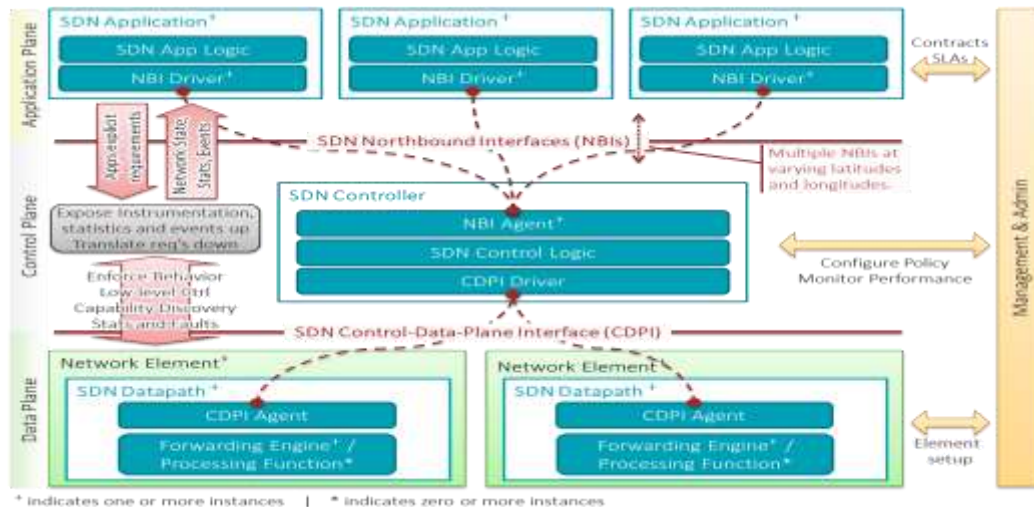 Application Plane
SDN Application⁺
SDN App Logic
NBI Driver⁺
SDN Application⁺
SDN App Logic
NBI Driver⁺
SDN Application⁺
SDN App Logic
NBI Driver⁺
Contracts
SLAs
App explicit
requirements
Network State,
Stats, Events
SDN Northbound Interfaces (NBIs)
Multiple NBIs at
varying latitudes
and longitudes.
Control Plane
Expose Instrumentation,
statistics and events up
Translate req's down
SDN Controller
NBI Agent⁺
SDN Control Logic
CDPI Driver
Configure Policy
Monitor Performance
Management & Admin
Enforce Behavior
Low-level Ctrl
Capability Discovery
Stats and Faults
SDN Control-Data-Plane Interface (CDPI)
Data Plane
Network Element⁺
SDN Datapath⁺
CDPI Agent
Forwarding Engine⁺ /
Processing Function*
Network Element
SDN Datapath⁺
CDPI Agent
Forwarding Engine⁺ /
Processing Function*
Element
setup
⁺ indicates one or more instances | * indicates zero or more instances